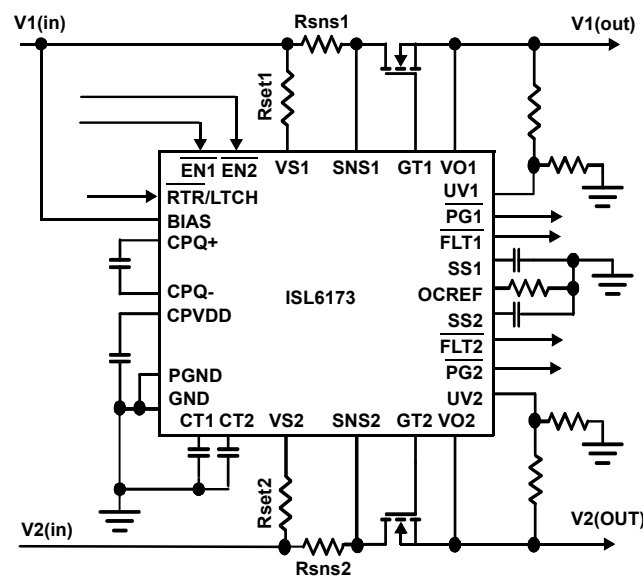 V1(in)
Rsns1
V1(out)
Rset1
EN1 EN2 VS1 SNS1 GT1 VO1
UV1
RTR/LTCH
PG1
BIAS
FLT1
CPQ+
SS1
CPQ-
ISL6173
OCREF
CPVDD
SS2
FLT2
PGND
PG2
GND
UV2
CT1 CT2 VS2 SNS2 GT2 VO2
Rset2
V2(in)
Rsns2
V2(OUT)